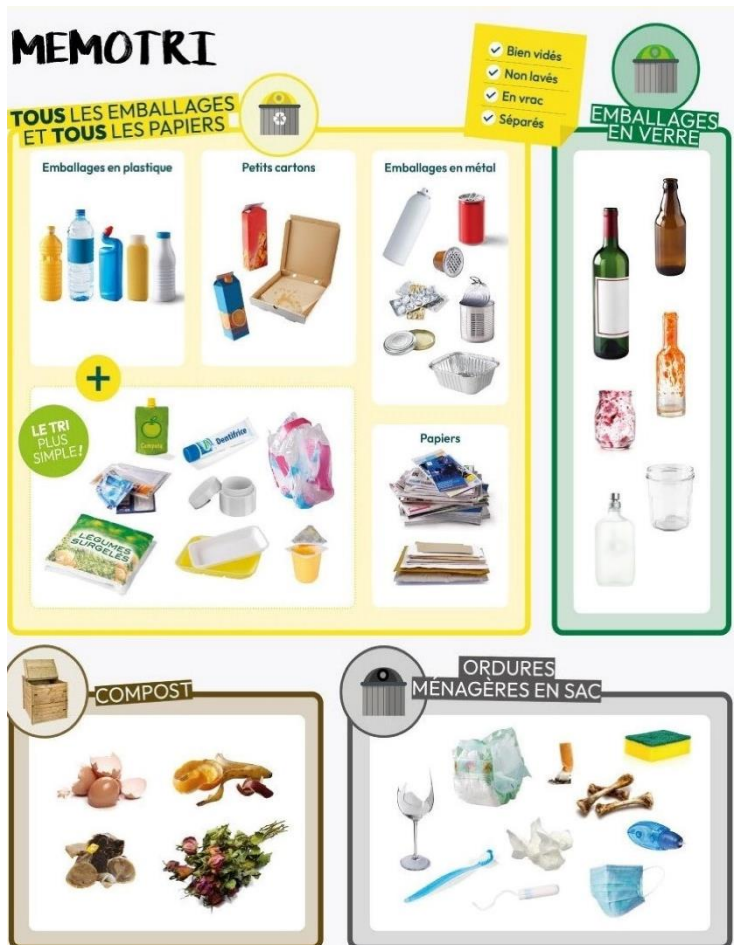 MEMOTRI
Bien vidés
Non lavés
En vrac
Séparés
TOUS LES EMBALLAGES
ET TOUS LES PAPIERS
EMBALLAGES
EN VERRE
Emballages en plastique
Petits cartons
Emballages en métal
+
LE TRI
PLUS
SIMPLE!
Compote
Dentifrice
LÉGUMES
SURGELÉS
Papiers
COMPOST
ORDURES
MÉNAGÈRES EN SAC